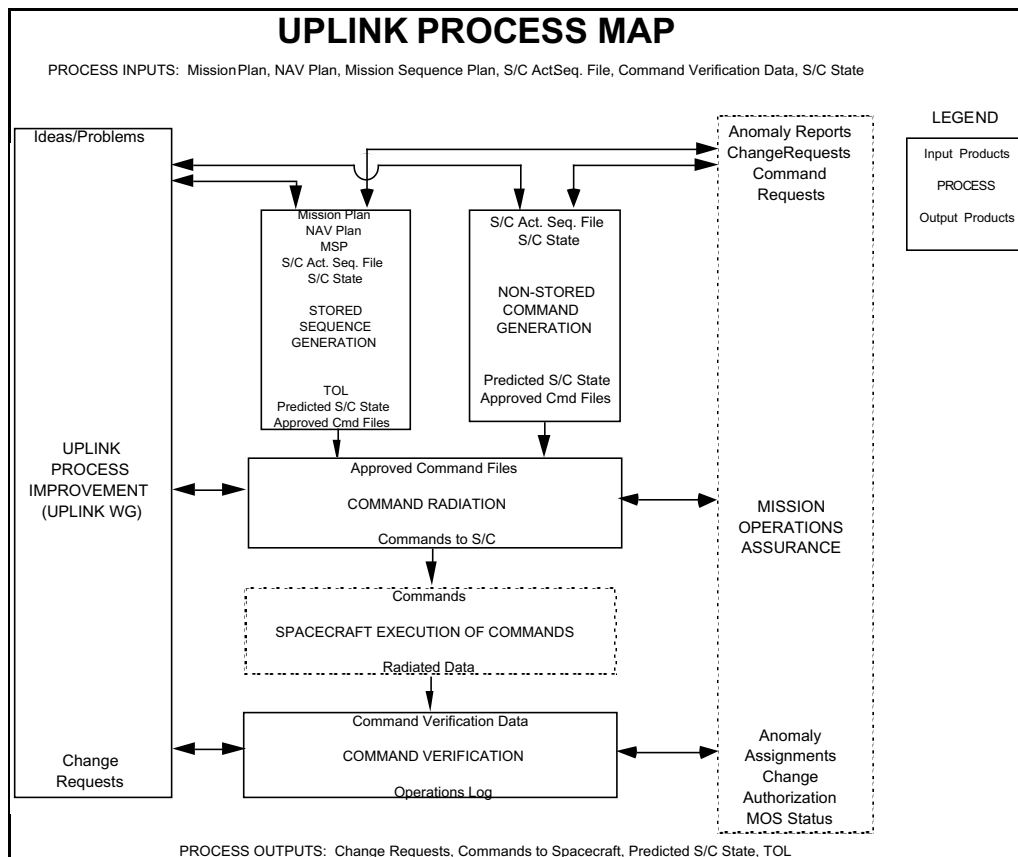 UPLINK PROCESS MAP
PROCESS INPUTS: Mission Plan, NAV Plan, Mission Sequence Plan, S/C ActSeq. File, Command Verification Data, S/C State
Ideas/Problems
UPLINK
PROCESS
IMPROVEMENT
(UPLINK WG)
Change
Requests
Mission Plan
NAV Plan
MSP
S/C Act. Seq. File
S/C State
STORED
SEQUENCE
GENERATION
TOL
Predicted S/C State
Approved Cmd Files
S/C Act. Seq. File
S/C State
NON-STORED
COMMAND
GENERATION
Predicted S/C State
Approved Cmd Files
Approved Command Files
COMMAND RADIATION
Commands to S/C
Commands
SPACECRAFT EXECUTION OF COMMANDS
Radiated Data
Command Verification Data
COMMAND VERIFICATION
Operations Log
Anomaly Reports
ChangeRequests
Command
Requests
MISSION
OPERATIONS
ASSURANCE
Anomaly
Assignments
Change
Authorization
MOS Status
LEGEND
Input Products
PROCESS
Output Products
PROCESS OUTPUTS: Change Requests, Commands to Spacecraft, Predicted S/C State, TOL